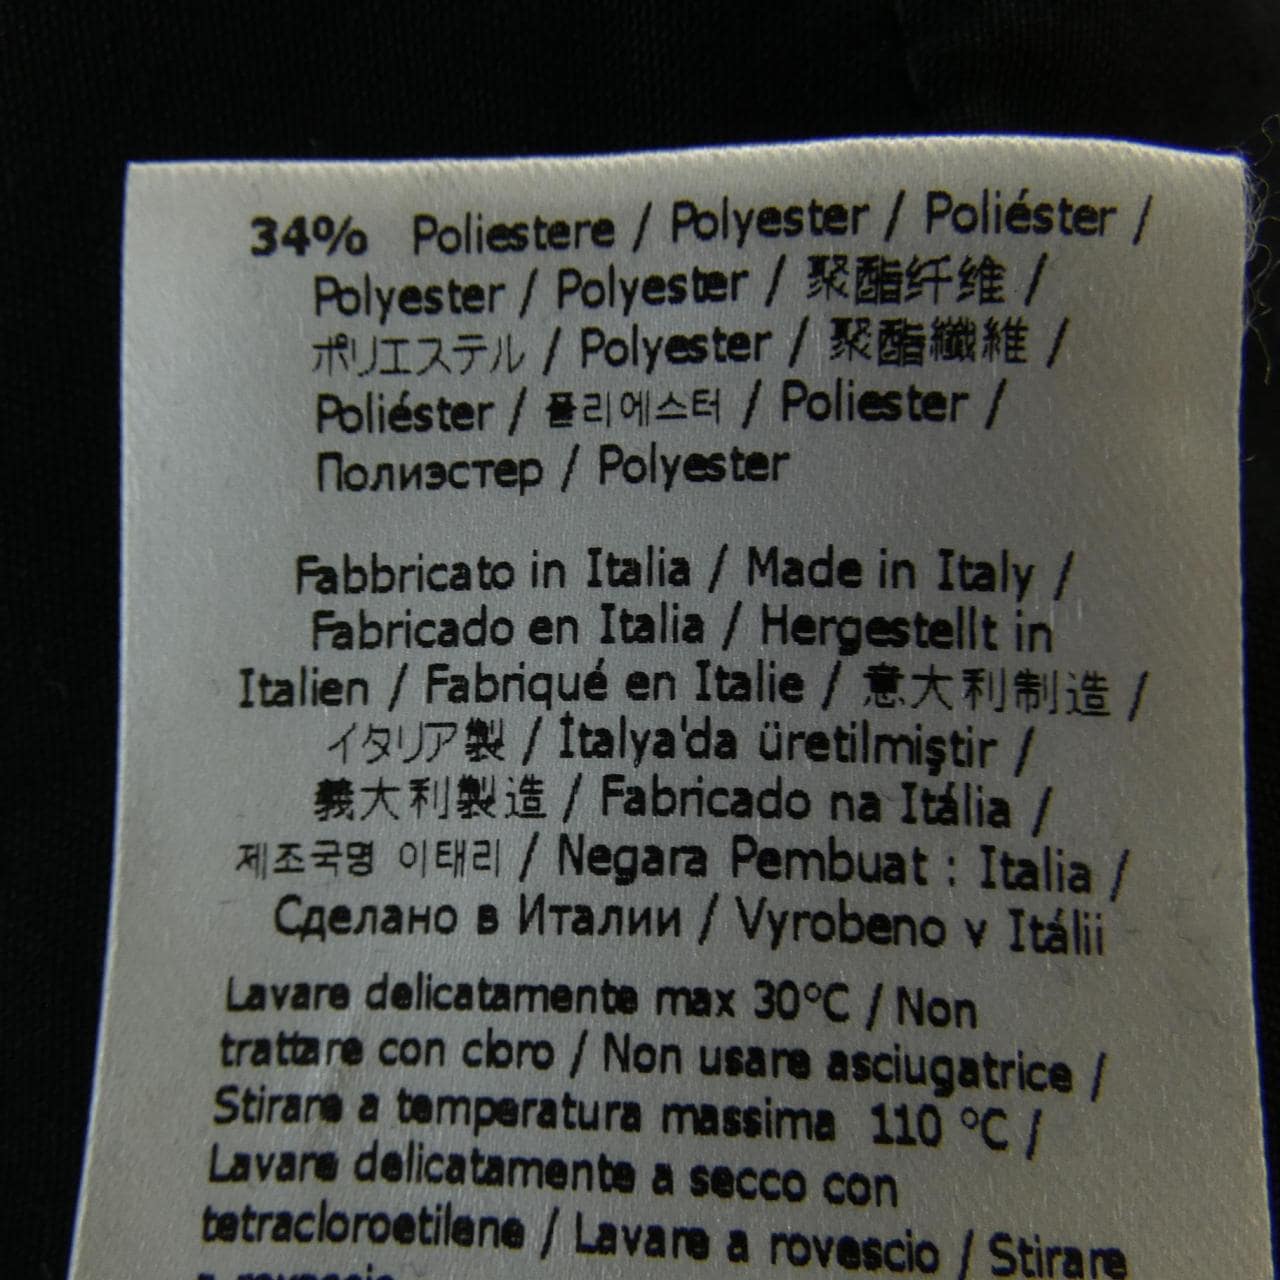 34% Poliestere / Polyester / Poliéster /
Polyester / Polyester / 聚酯纤维 /
ポリエステル / Polyester / 聚酯纖維 /
Poliéster / 폴리에스터 / Poliester /
Полиэстер / Polyester
Fabbricato in Italia / Made in Italy /
Fabricado en Italia / Hergestellt in
Italien / Fabriqué en Italie / 意大利制造 /
イタリア製 / İtalya'da üretilmiştir /
義大利製造 / Fabricado na Itália /
제조국명 이태리 / Negara Pembuat : Italia /
Сделано в Италии / Vyrobeno v Itálii
Lavare delicatamente max 30°C / Non
trattare con cloro / Non usare asciugatrice /
Stirare a temperatura massima 110 °C /
Lavare delicatamente a secco con
tetracloroetilene / Lavare a rovescio / Stirare
a rovescio